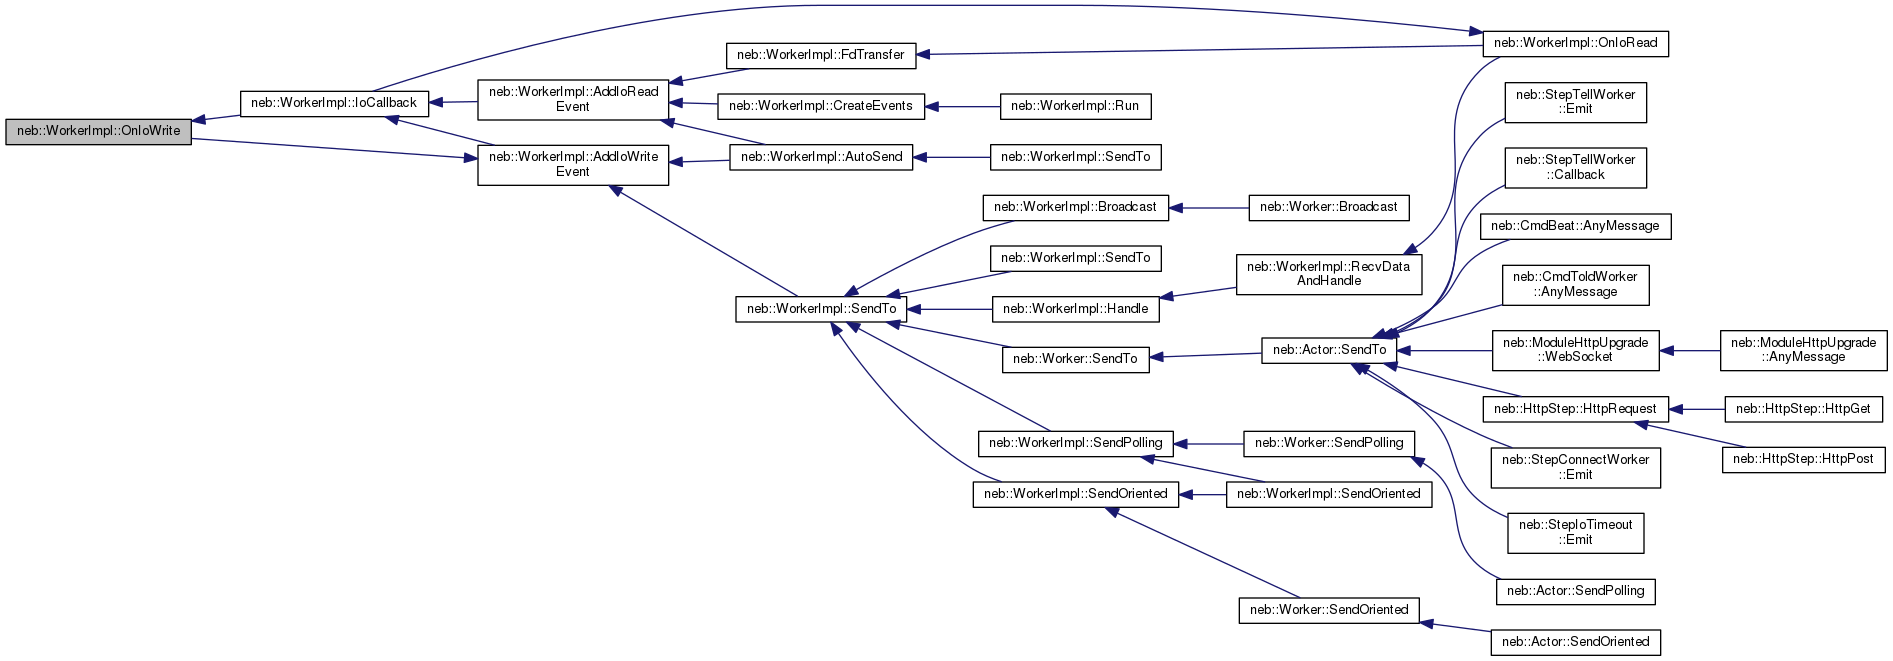 neb::WorkerImpl::OnIoWrite
neb::WorkerImpl::IoCallback
neb::WorkerImpl::AddIoRead
Event
neb::WorkerImpl::AddIoWrite
Event
neb::WorkerImpl::FdTransfer
neb::WorkerImpl::CreateEvents
neb::WorkerImpl::AutoSend
neb::WorkerImpl::SendTo
neb::WorkerImpl::Run
neb::WorkerImpl::SendTo
neb::WorkerImpl::Broadcast
neb::WorkerImpl::SendTo
neb::WorkerImpl::Handle
neb::Worker::SendTo
neb::WorkerImpl::SendPolling
neb::WorkerImpl::SendOriented
neb::Worker::Broadcast
neb::WorkerImpl::RecvData
AndHandle
neb::Actor::SendTo
neb::Worker::SendPolling
neb::WorkerImpl::SendOriented
neb::Worker::SendOriented
neb::WorkerImpl::OnIoRead
neb::StepTellWorker
::Emit
neb::StepTellWorker
::Callback
neb::CmdBeat::AnyMessage
neb::CmdToldWorker
::AnyMessage
neb::ModuleHttpUpgrade
::WebSocket
neb::HttpStep::HttpRequest
neb::StepConnectWorker
::Emit
neb::StepIoTimeout
::Emit
neb::Actor::SendPolling
neb::Actor::SendOriented
neb::ModuleHttpUpgrade
::AnyMessage
neb::HttpStep::HttpGet
neb::HttpStep::HttpPost